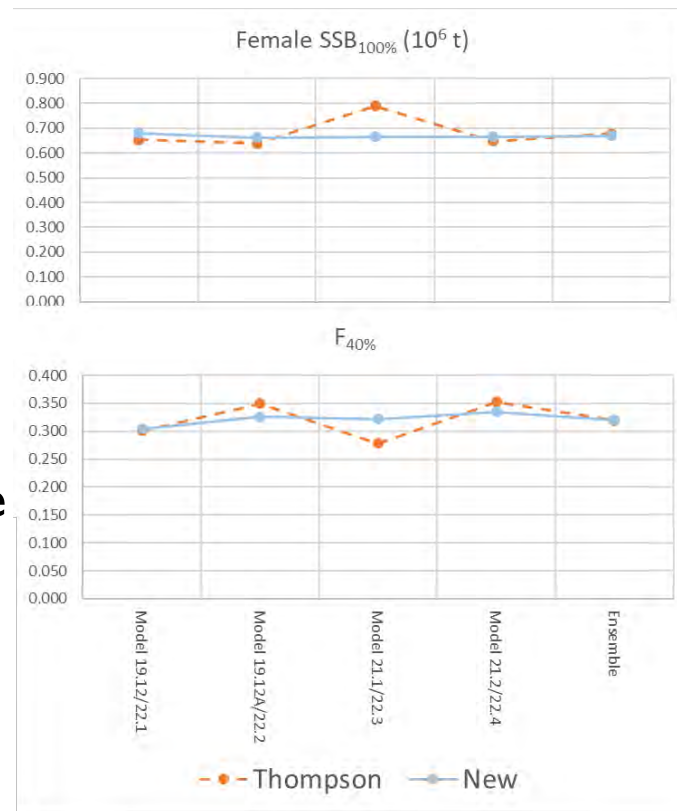 Female SSB100% (10⁶ t)
0.900
0.800
0.700
0.600
0.500
0.400
0.300
0.200
0.100
0.000
F40%
0.400
0.350
0.300
0.250
0.200
0.150
0.100
0.050
0.000
e
Model 19.12/22.1
Model 19.12A/22.2
Model 21.1/22.3
Model 21.2/22.4
Ensemble
Thompson
New